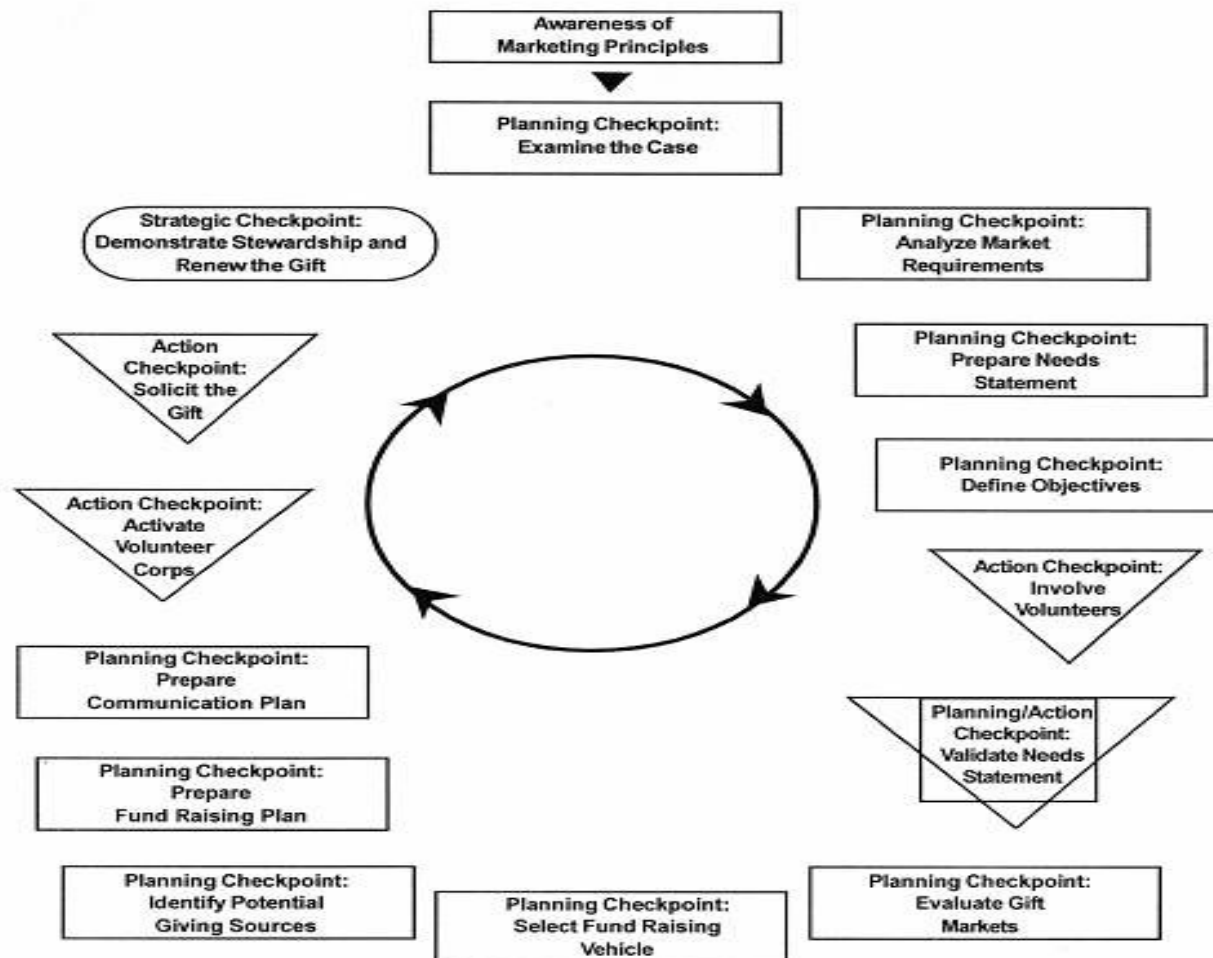 Awareness of
Marketing Principles
Planning Checkpoint:
Examine the Case
Planning Checkpoint:
Analyze Market
Requirements
Planning Checkpoint:
Prepare Needs
Statement
Planning Checkpoint:
Define Objectives
Action Checkpoint:
Involve
Volunteers
Planning/Action
Checkpoint:
Validate Needs
Statement
Planning Checkpoint:
Evaluate Gift
Markets
Planning Checkpoint:
Select Fund Raising
Vehicle
Planning Checkpoint:
Identify Potential
Giving Sources
Planning Checkpoint:
Prepare
Fund Raising Plan
Planning Checkpoint:
Prepare
Communication Plan
Action Checkpoint:
Activate
Volunteer
Corps
Action
Checkpoint:
Solicit the
Gift
Strategic Checkpoint:
Demonstrate Stewardship and
Renew the Gift